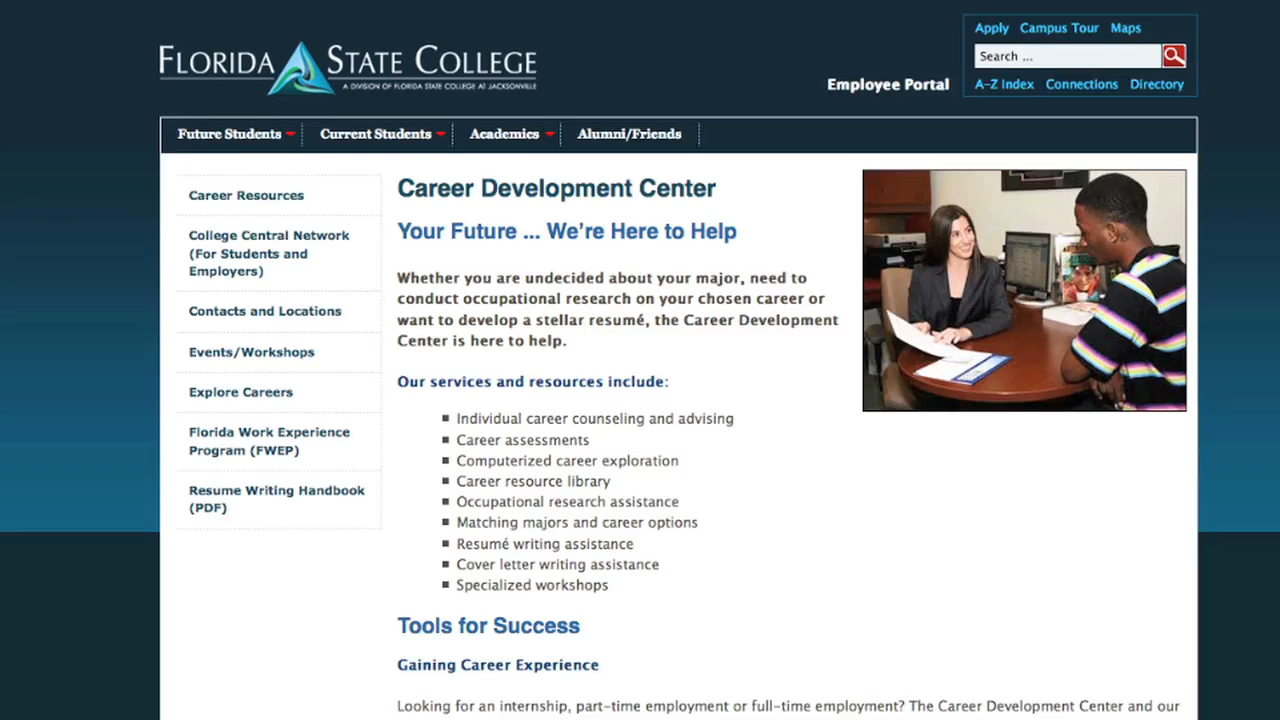 FLORIDA STATE COLLEGE
A DIVISION OF FLORIDA STATE COLLEGE AT JACKSONVILLE
Employee Portal
Apply Campus Tour Maps
Search ...
A-Z Index Connections Directory
Future Students Current Students Academics Alumni/Friends
Career Resources
College Central Network
(For Students and
Employers)
Contacts and Locations
Events/Workshops
Explore Careers
Florida Work Experience
Program (FWEP)
Resume Writing Handbook
(PDF)
Career Development Center
Your Future ... We’re Here to Help
Whether you are undecided about your major, need to
conduct occupational research on your chosen career or
want to develop a stellar resumé, the Career Development
Center is here to help.
Our services and resources include:
Individual career counseling and advising
Career assessments
Computerized career exploration
Career resource library
Occupational research assistance
Matching majors and career options
Resumé writing assistance
Cover letter writing assistance
Specialized workshops
Tools for Success
Gaining Career Experience
Looking for an internship, part-time employment or full-time employment? The Career Development Center and our